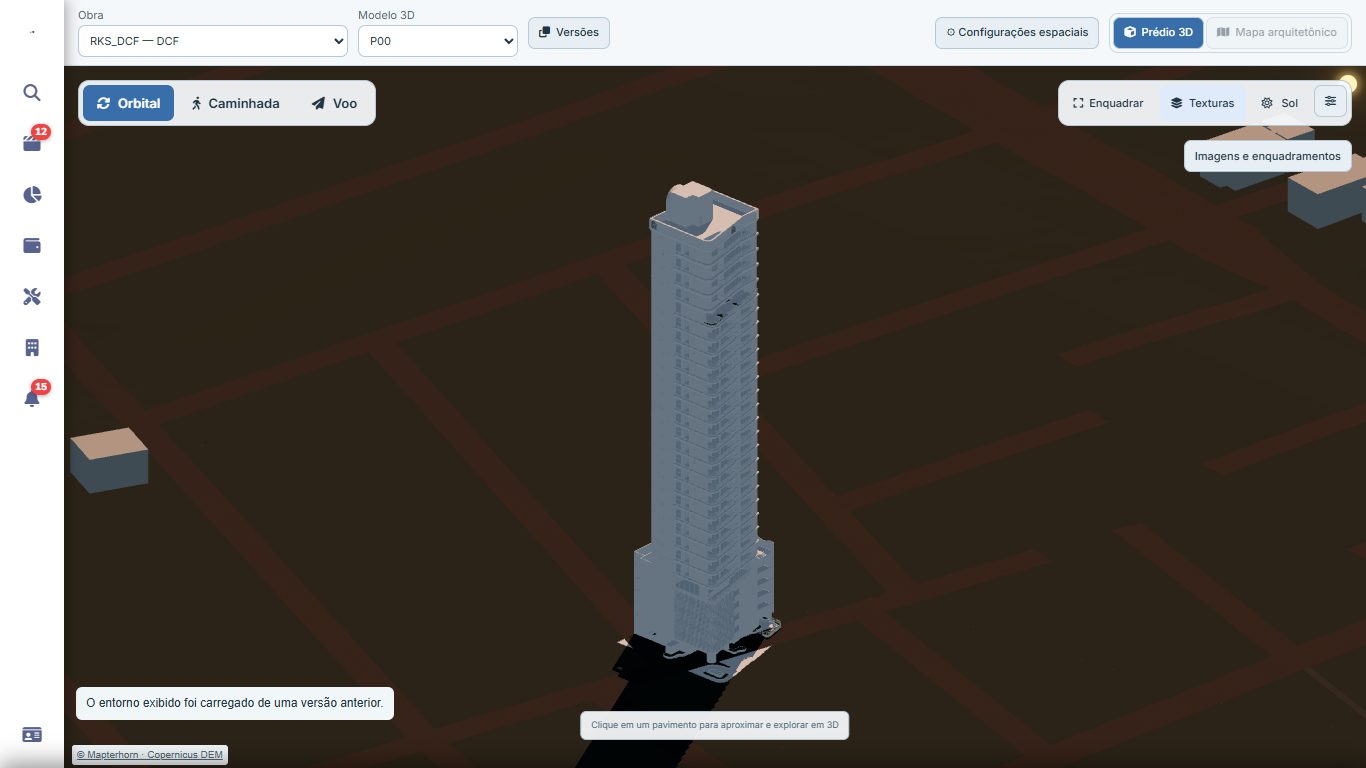 Obra
Modelo 3D
RKS_DCF — DCF
P00
Versões
Configurações espaciais
Prédio 3D
Mapa arquitetônico
12
15
Orbital
Caminhada
Voo
Enquadrar
Texturas
Sol
Imagens e enquadramentos
O entorno exibido foi carregado de uma versão anterior.
Clique em um pavimento para aproximar e explorar em 3D
© Mapterhorn · Copernicus DEM